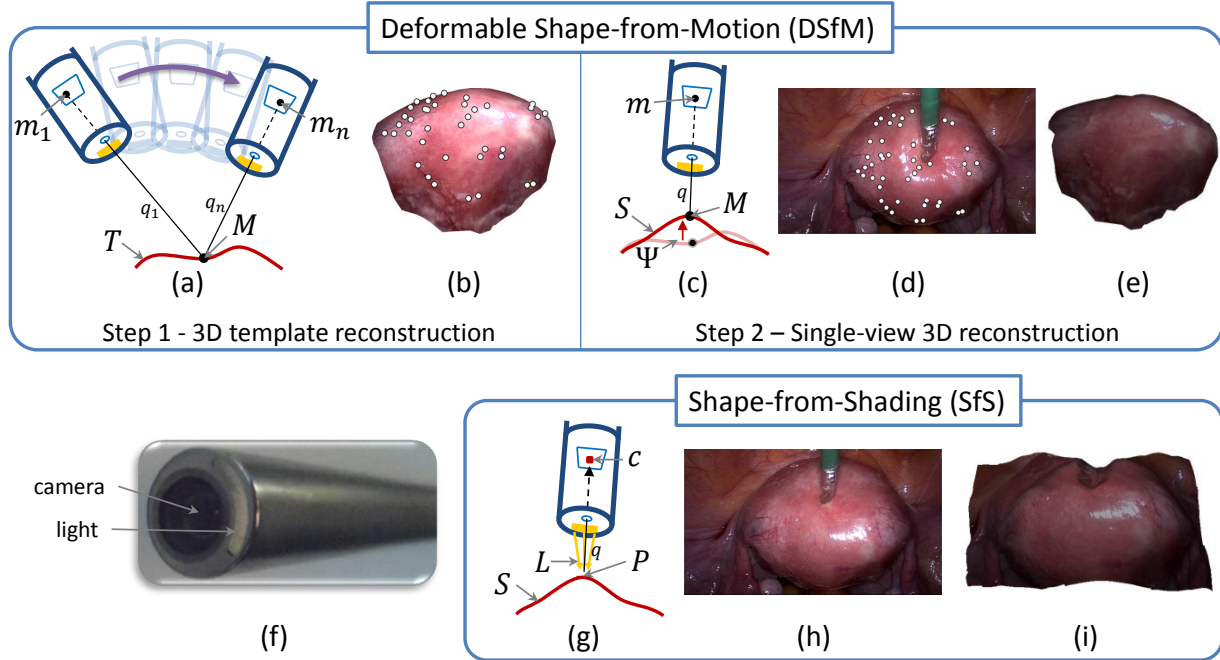 Deformable Shape-from-Motion (DSfM)
m1
mn
q1
qn
M
T
(a)
(b)
Step 1 - 3D template reconstruction
m
q
S
M
Ψ
(c)
(d)
(e)
Step 2 – Single-view 3D reconstruction
camera
light
(f)
Shape-from-Shading (SfS)
c
L
q
P
S
(g)
(h)
(i)